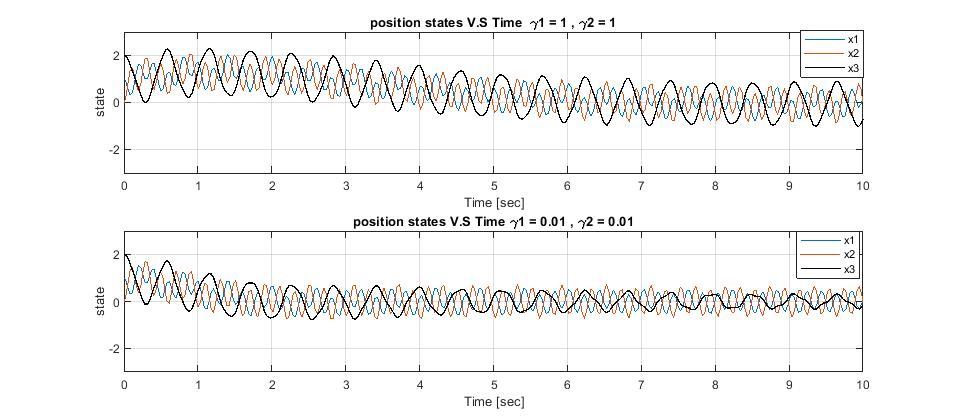 position states V.S Time γ1 = 1 , γ2 = 1
x1
x2
x3
state
2
0
-2
0 1 2 3 4 5 6 7 8 9 10
Time [sec]
position states V.S Time γ1 = 0.01 , γ2 = 0.01
x1
x2
x3
state
2
0
-2
0 1 2 3 4 5 6 7 8 9 10
Time [sec]